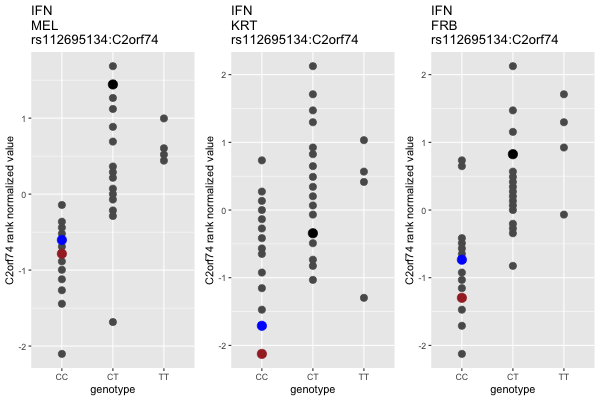 IFN
MEL
rs112695134:C2orf74
C2orf74 rank normalized value
1
0
-1
-2
CC CT TT
genotype
IFN
KRT
rs112695134:C2orf74
C2orf74 rank normalized value
2
1
0
-1
-2
CC CT TT
genotype
IFN
FRB
rs112695134:C2orf74
C2orf74 rank normalized value
2
1
0
-1
-2
CC CT TT
genotype